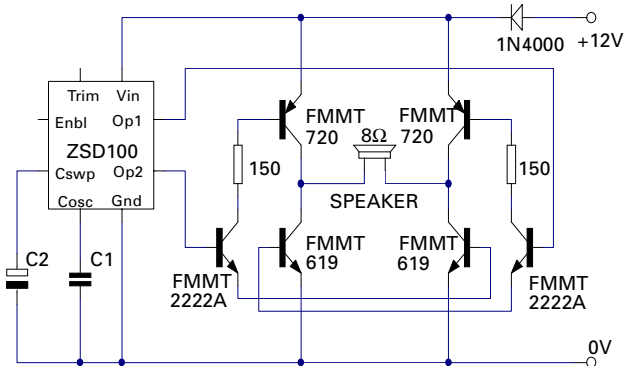 1N4000
+12V
Trim
Vin
Enbl
Op1
ZSD100
Cswp
Op2
Cosc
Gnd
FMMT
720
FMMT
720
8Ω
150
150
SPEAKER
FMMT
619
FMMT
619
C2
C1
FMMT
2222A
FMMT
2222A
0V